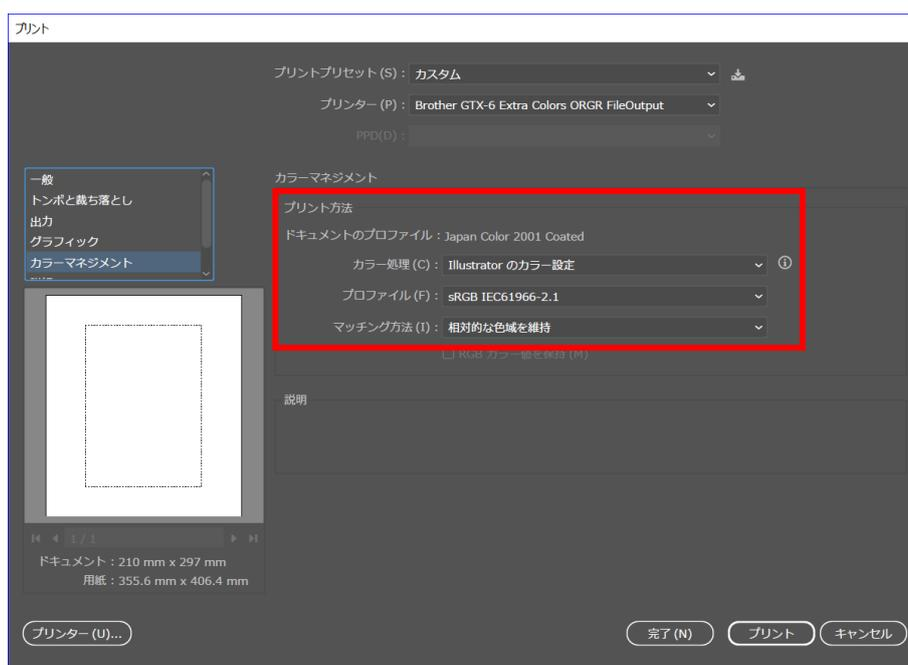 プリント
プリントプリセット (S) : カスタム
プリンター (P) : Brother GTX-6 Extra Colors ORGR FileOutput
PPD(D) :
一般
トンボと裁ち落とし
出力
グラフィック
カラーマネジメント
カラーマネジメント
プリント方法
ドキュメントのプロファイル : Japan Color 2001 Coated
カラー処理 (C) : Illustrator のカラー設定
プロファイル (F) : sRGB IEC61966-2.1
マッチング方法 (I) : 相対的な色域を維持
RGB カラー値を保持 (M)
説明
1 / 1
ドキュメント : 210 mm x 297 mm
用紙 : 355.6 mm x 406.4 mm
プリンター (U)...
完了 (N)
プリント
キャンセル